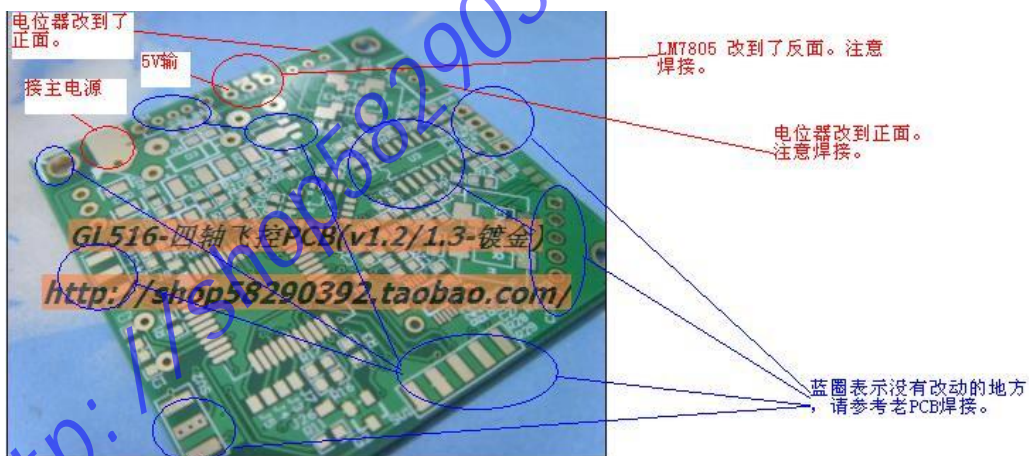 电位器改到了
正面。
5V输
接主电源
LM7805 改到了反面。注意
焊接。
电位器改到正面。
注意焊接。
GL516-四轴飞控PCB(v1.2/1.3-镀金)
http://shop58290392.taobao.com/
蓝圈表示没有改动的地方
，请参考老PCB焊接。
tp://shop5829039